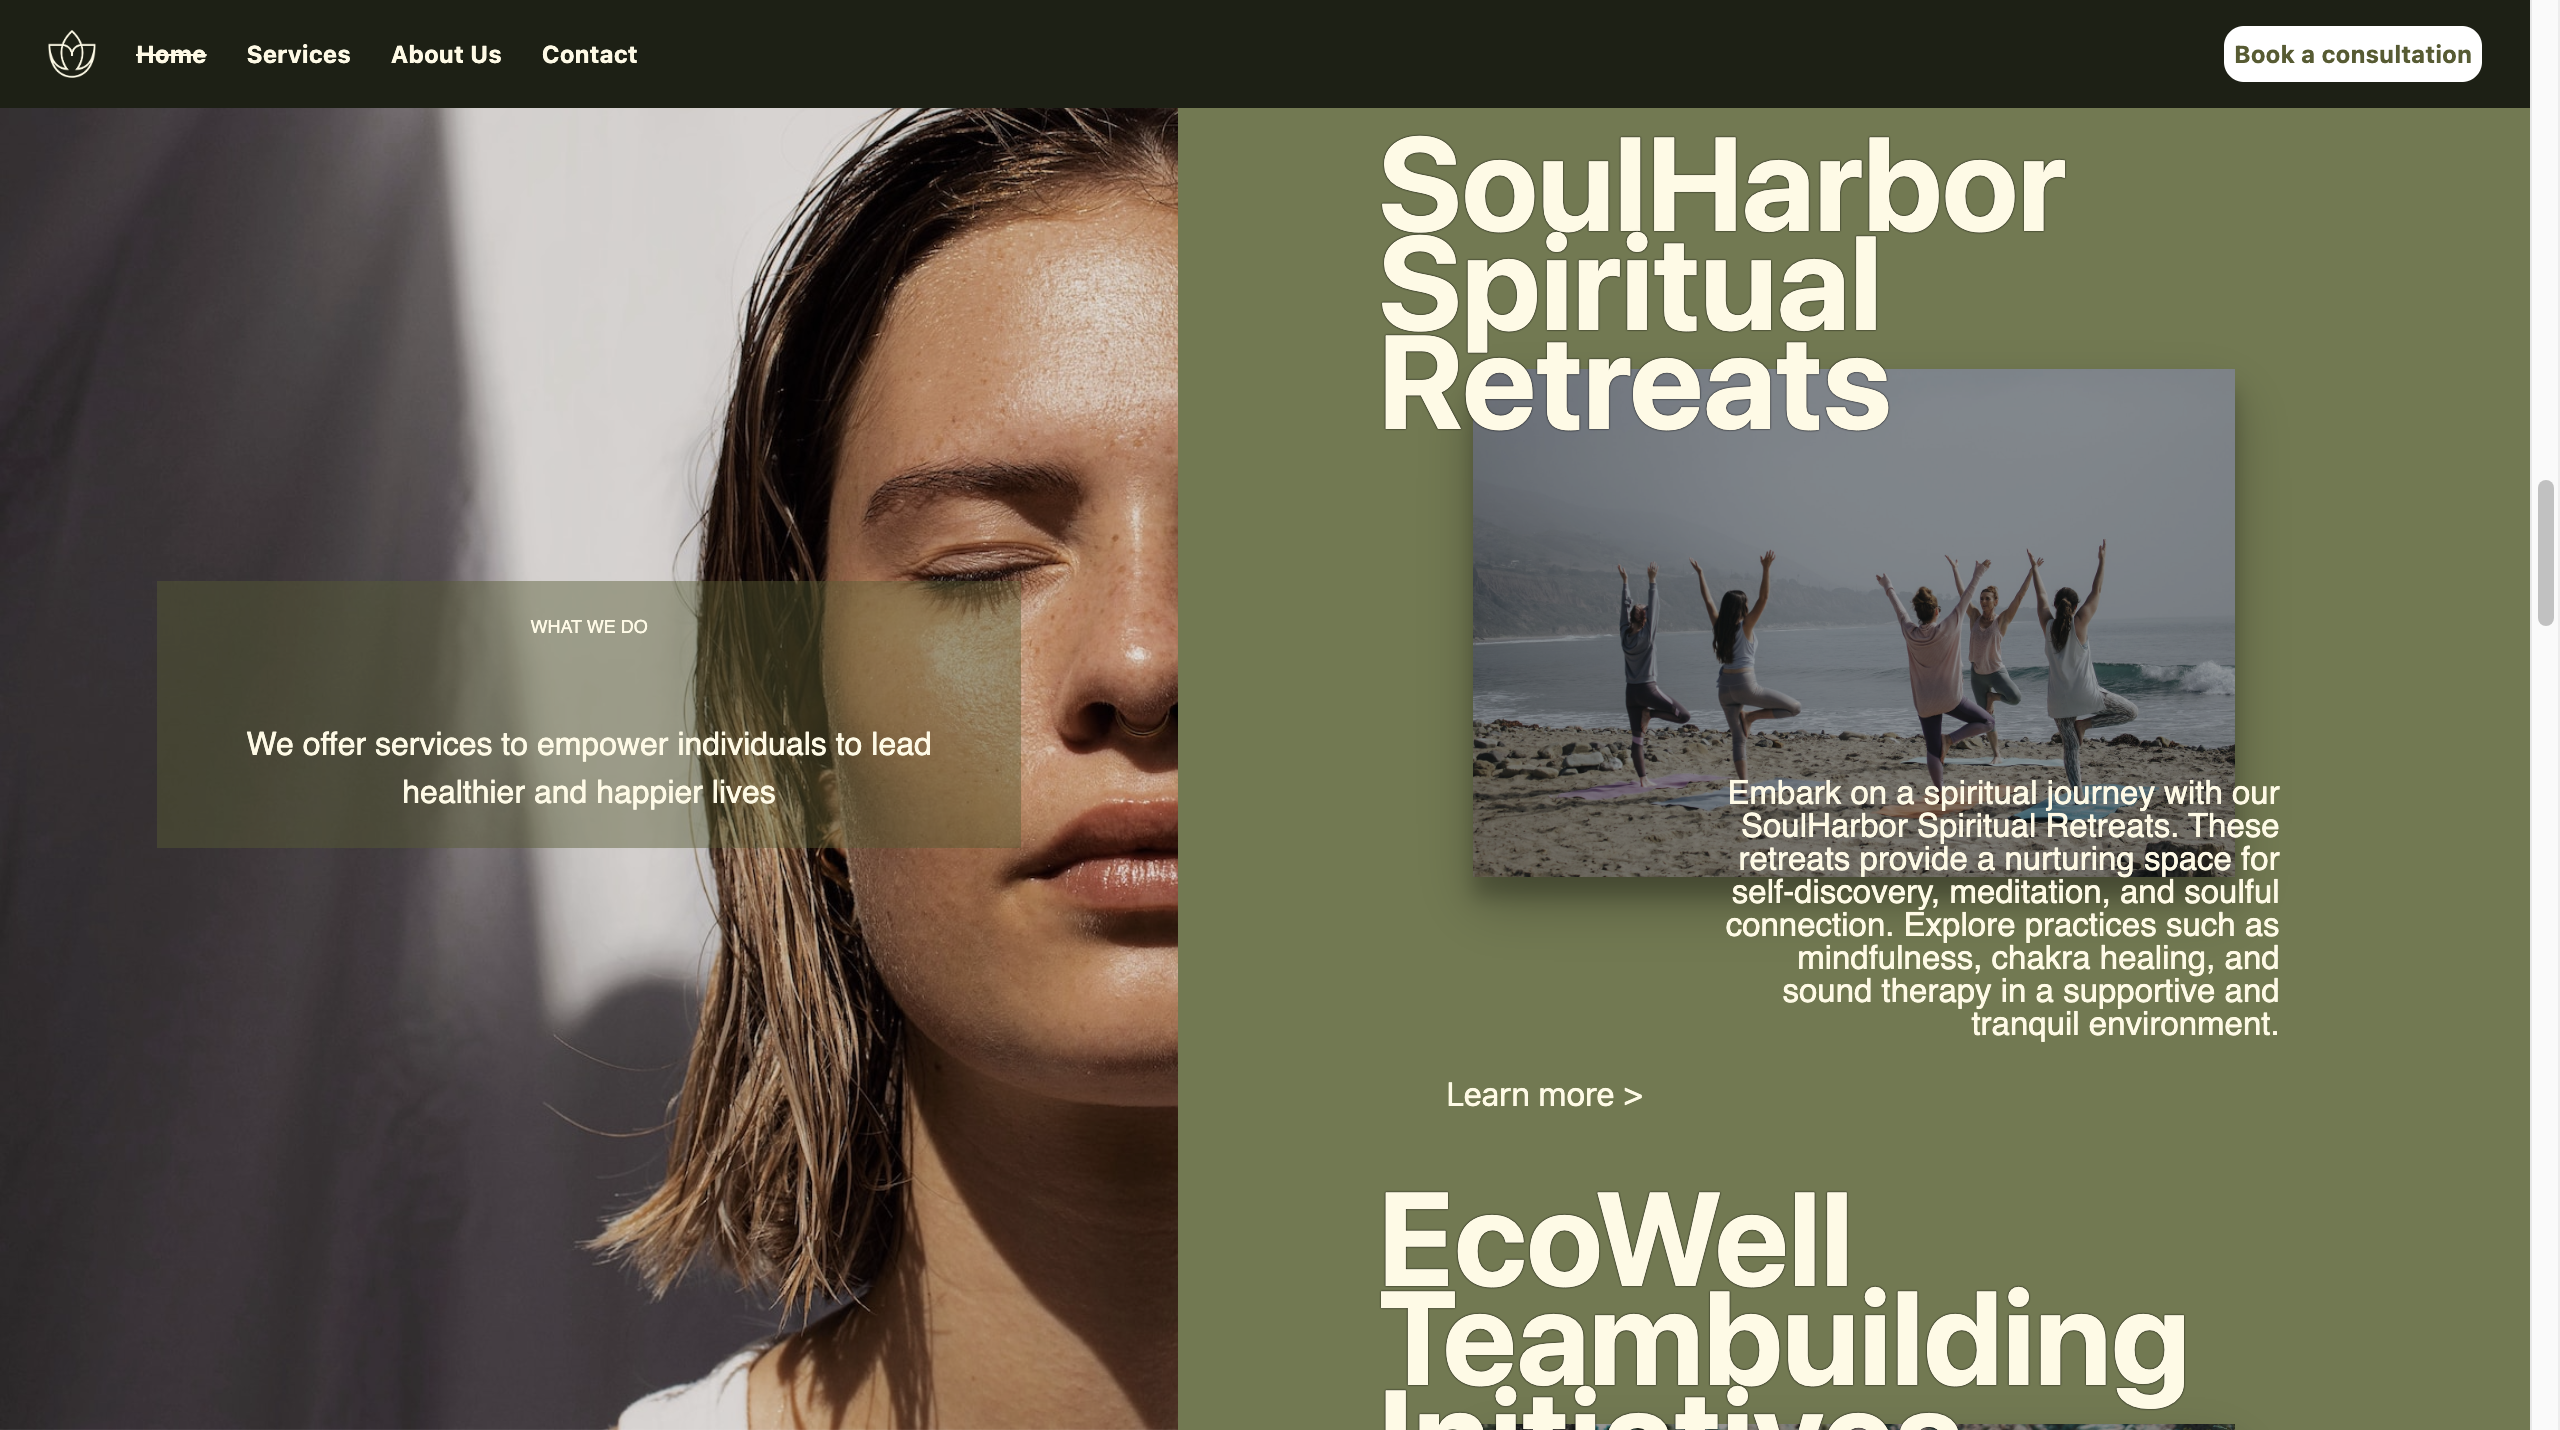 Home Services About Us Contact
Book a consultation
WHAT WE DO
We offer services to empower individuals to lead
healthier and happier lives
SoulHarbor
Spiritual
Retreats
Embark on a spiritual journey with our
SoulHarbor Spiritual Retreats. These
retreats provide a nurturing space for
self-discovery, meditation, and soulful
connection. Explore practices such as
mindfulness, chakra healing, and
sound therapy in a supportive and
tranquil environment.
Learn more >
EcoWell
Teambuilding
Initiatives